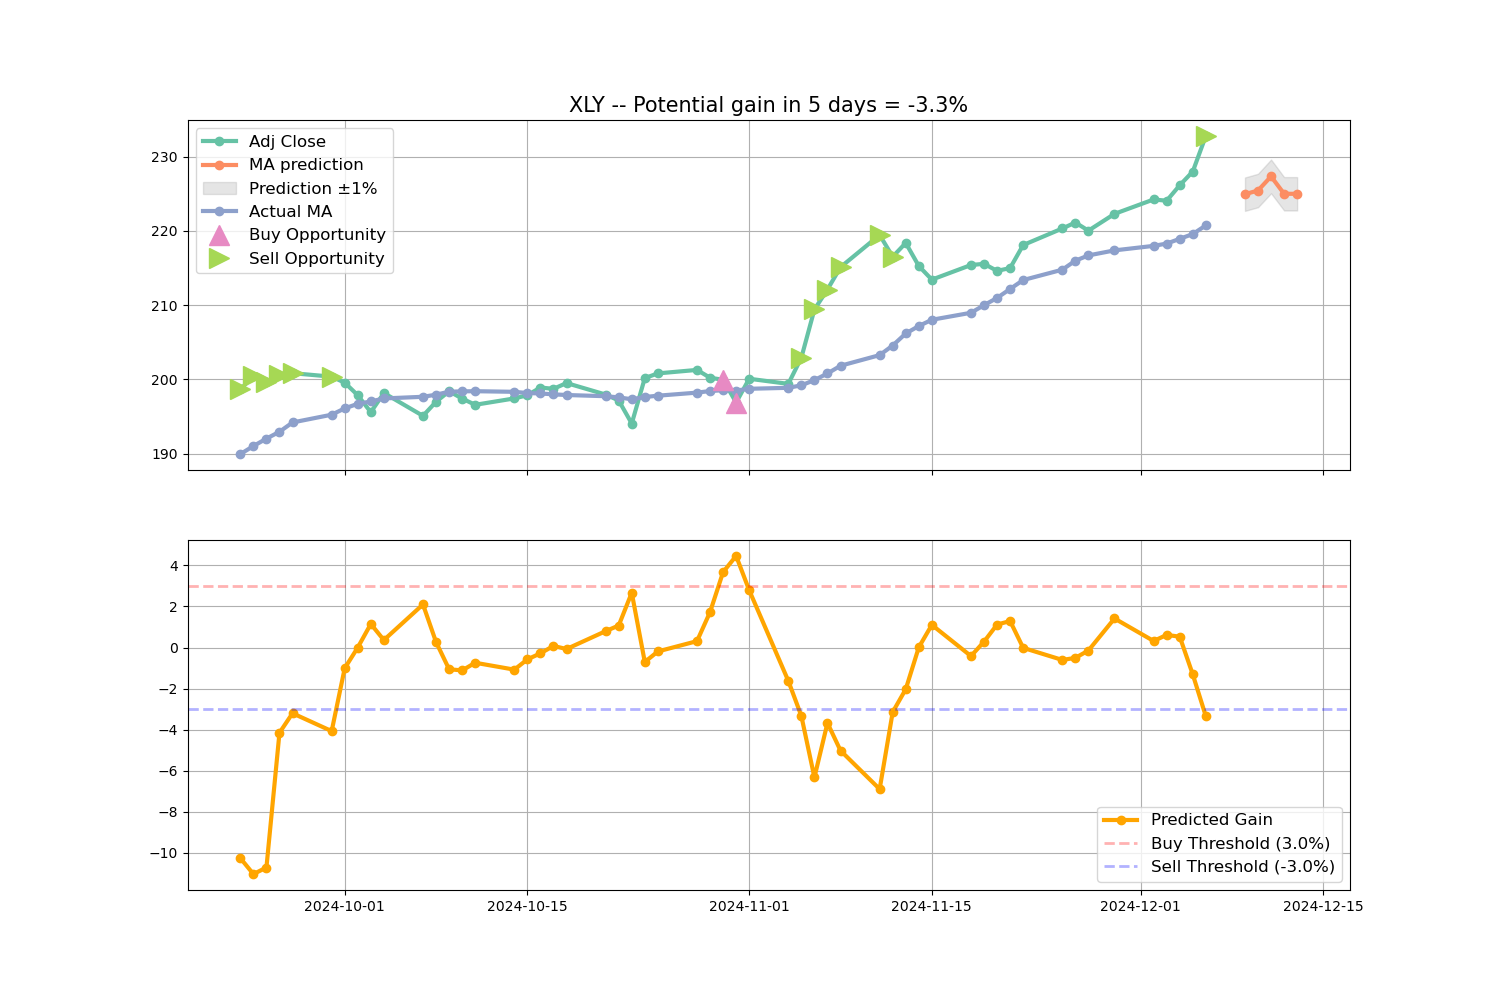 XLY -- Potential gain in 5 days = -3.3%
Adj Close
MA prediction
Prediction ±1%
Actual MA
Buy Opportunity
Sell Opportunity
230
220
210
200
190
4
2
0
−2
−4
−6
−8
−10
Predicted Gain
Buy Threshold (3.0%)
Sell Threshold (-3.0%)
2024-10-01 2024-10-15 2024-11-01 2024-11-15 2024-12-01 2024-12-15